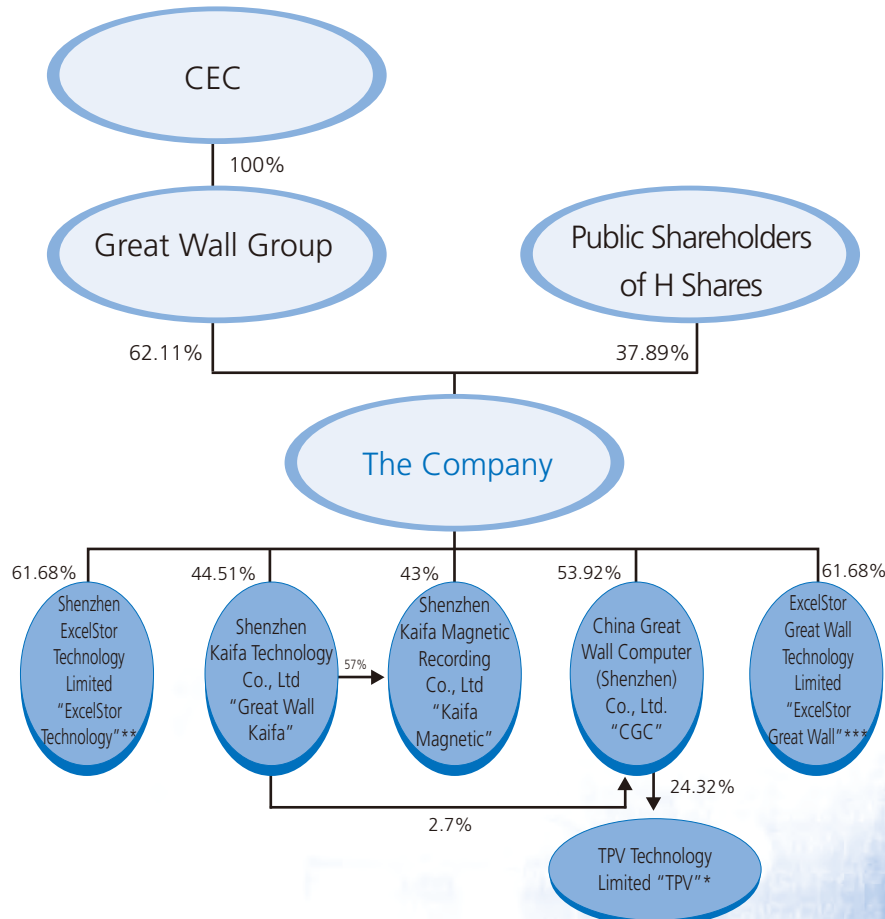 CEC
100%
Great Wall Group
Public Shareholders
of H Shares
62.11%
37.89%
The Company
61.68%
44.51%
43%
53.92%
61.68%
Shenzhen
ExcelStor
Technology
Limited
“ExcelStor
Technology”**
Shenzhen
Kaifa Technology
Co., Ltd
“Great Wall
Kaifa”
57%
Shenzhen
Kaifa Magnetic
Recording
Co., Ltd
“Kaifa
Magnetic”
China Great
Wall Computer
(Shenzhen)
Co., Ltd.
“CGC”
ExcelStor
Great Wall
Technology
Limited
“ExcelStor
Great Wall”***
2.7%
24.32%
TPV Technology
Limited “TPV”*